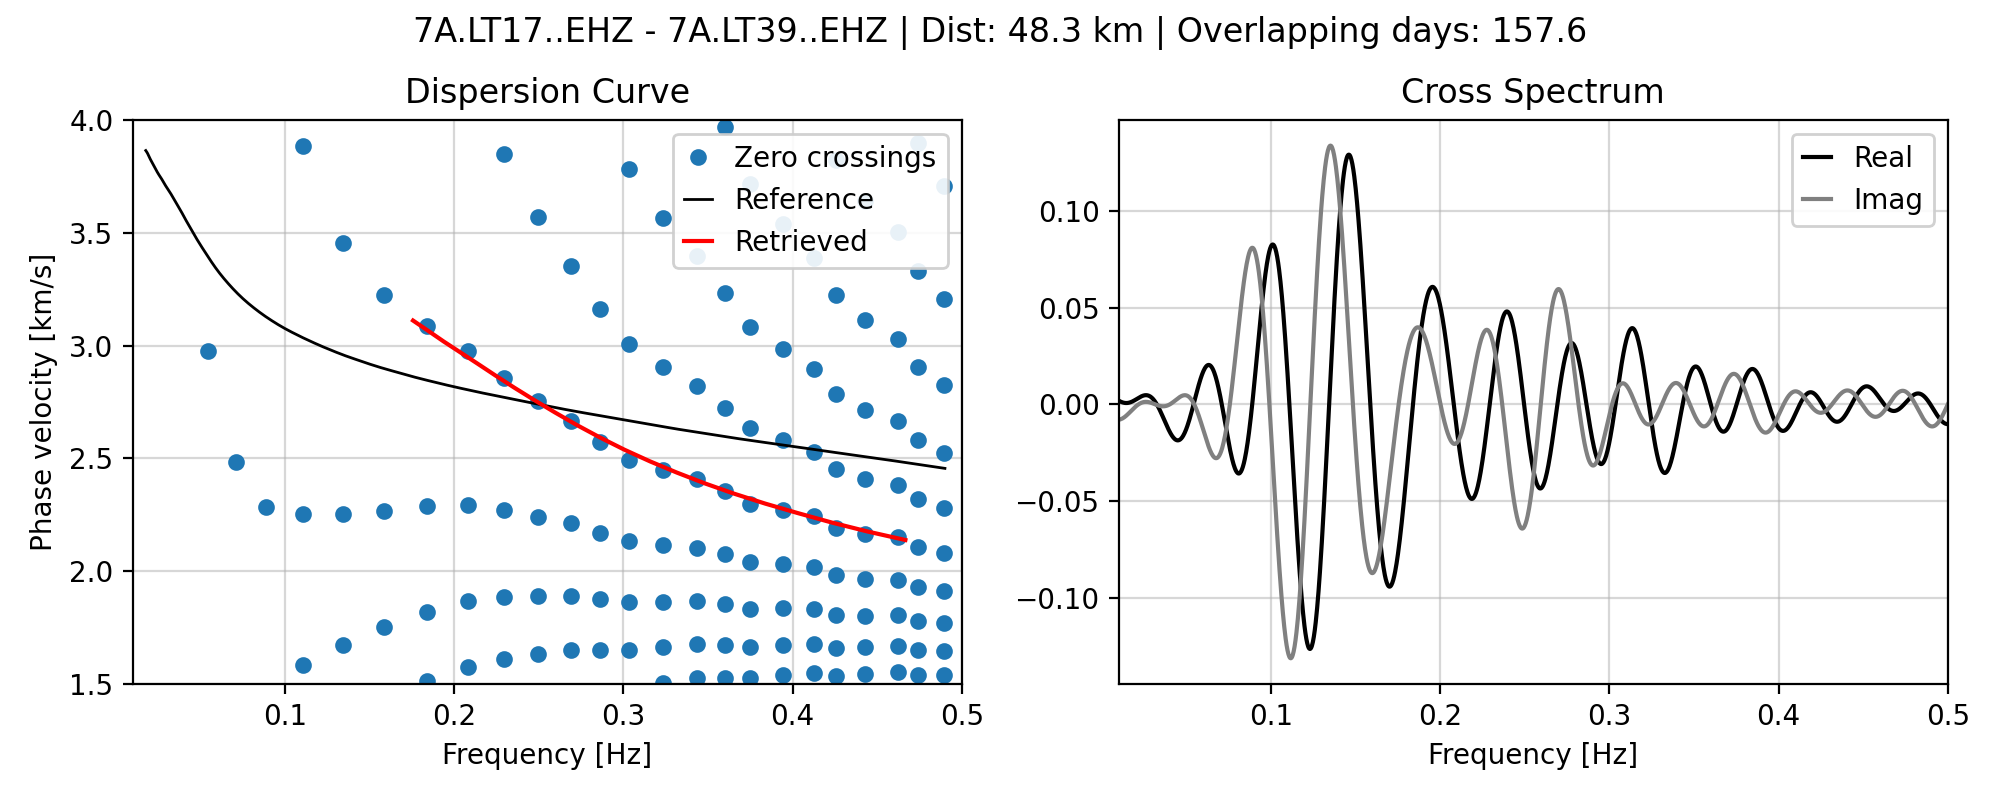 7A.LT17..EHZ - 7A.LT39..EHZ | Dist: 48.3 km | Overlapping days: 157.6
Dispersion Curve
4.0
3.5
3.0
2.5
2.0
1.5
Phase velocity [km/s]
Zero crossings
Reference
Retrieved
0.1 0.2 0.3 0.4 0.5
Frequency [Hz]
Cross Spectrum
0.10
0.05
0.00
−0.05
−0.10
Real
Imag
0.1 0.2 0.3 0.4 0.5
Frequency [Hz]